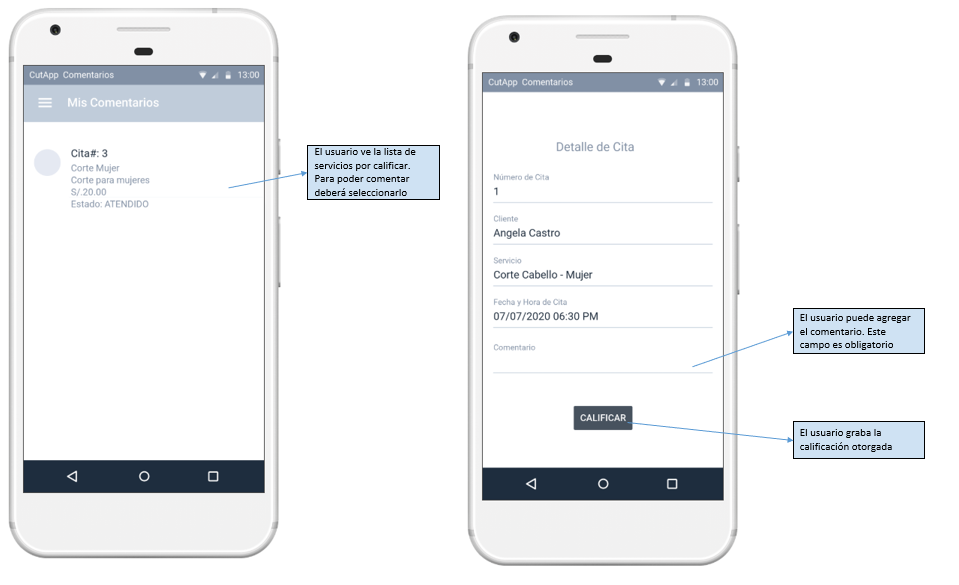 CutApp Comentarios
13:00
Mis Comentarios
Cita#: 3
Corte Mujer
Corte para mujeres
S/.20.00
Estado: ATENDIDO
El usuario ve la lista de
servicios por calificar.
Para poder comentar
deberá seleccionarlo
CutApp Comentarios
13:00
Detalle de Cita
Número de Cita
1
Cliente
Angela Castro
Servicio
Corte Cabello - Mujer
Fecha y Hora de Cita
07/07/2020 06:30 PM
Comentario
CALIFICAR
El usuario puede agregar
el comentario. Este
campo es obligatorio
El usuario graba la
calificación otorgada